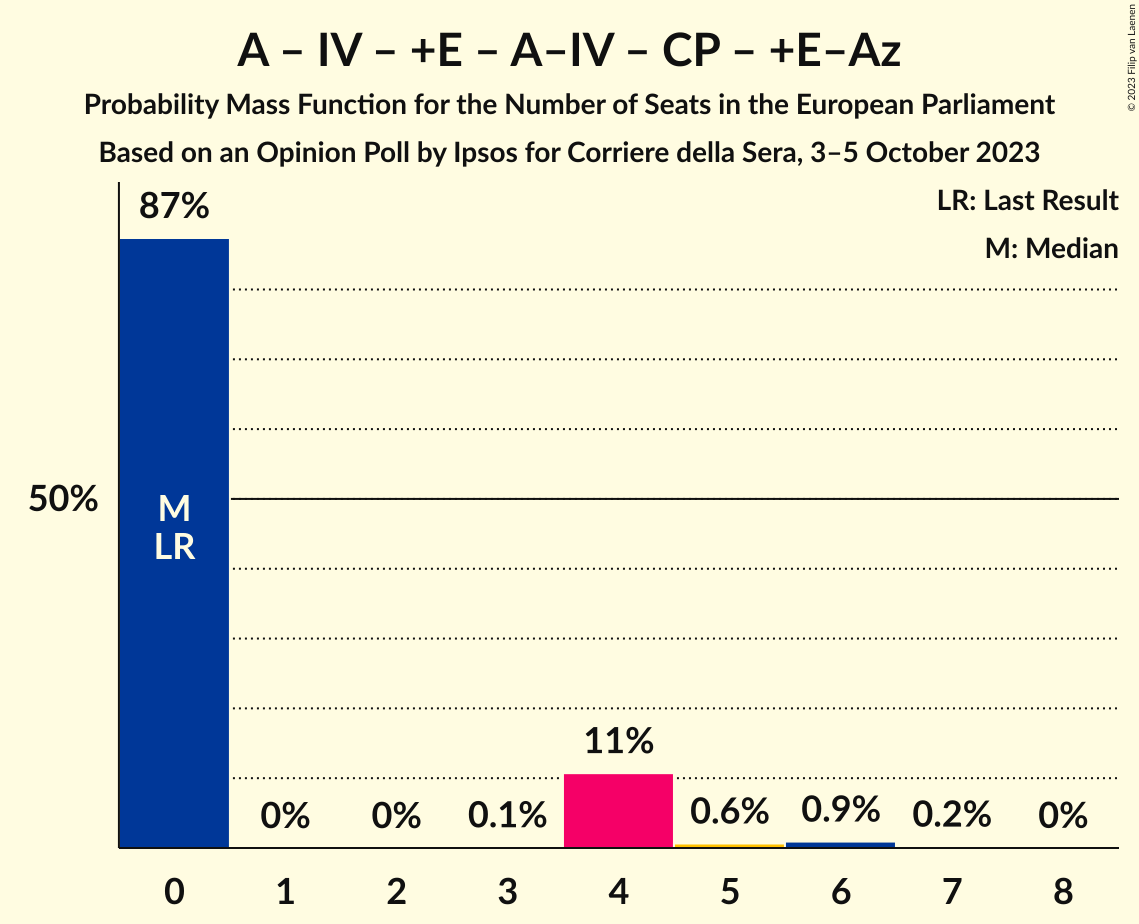 A – IV – +E – A–IV – CP – +E–Az
Probability Mass Function for the Number of Seats in the European Parliament
Based on an Opinion Poll by Ipsos for Corriere della Sera, 3–5 October 2023
© 2023 Filip van Laenen
LR: Last Result
M: Median
87%
50%
M
LR
11%
0%
0%
0.1%
0.6%
0.9%
0.2%
0%
0
1
2
3
4
5
6
7
8